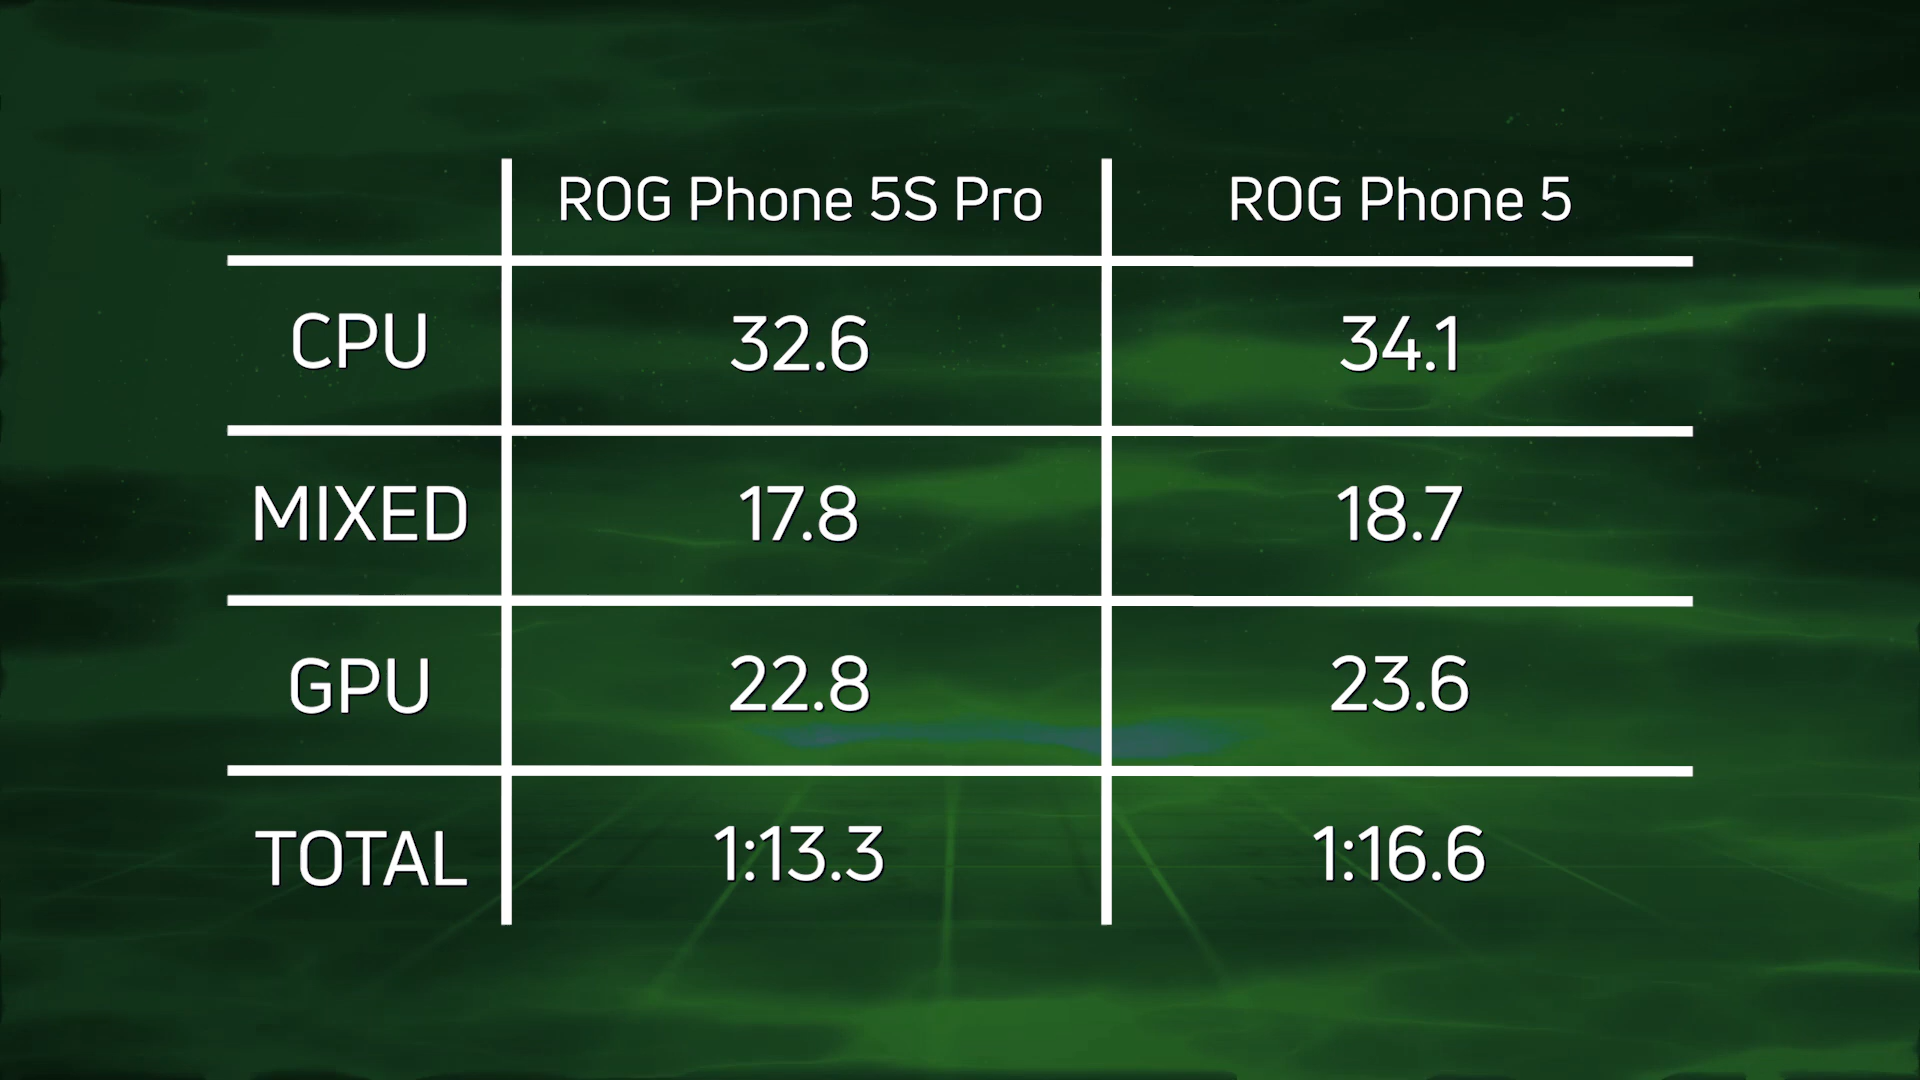 ROG Phone 5S Pro ROG Phone 5
CPU 32.6 34.1
MIXED 17.8 18.7
GPU 22.8 23.6
TOTAL 1:13.3 1:16.6